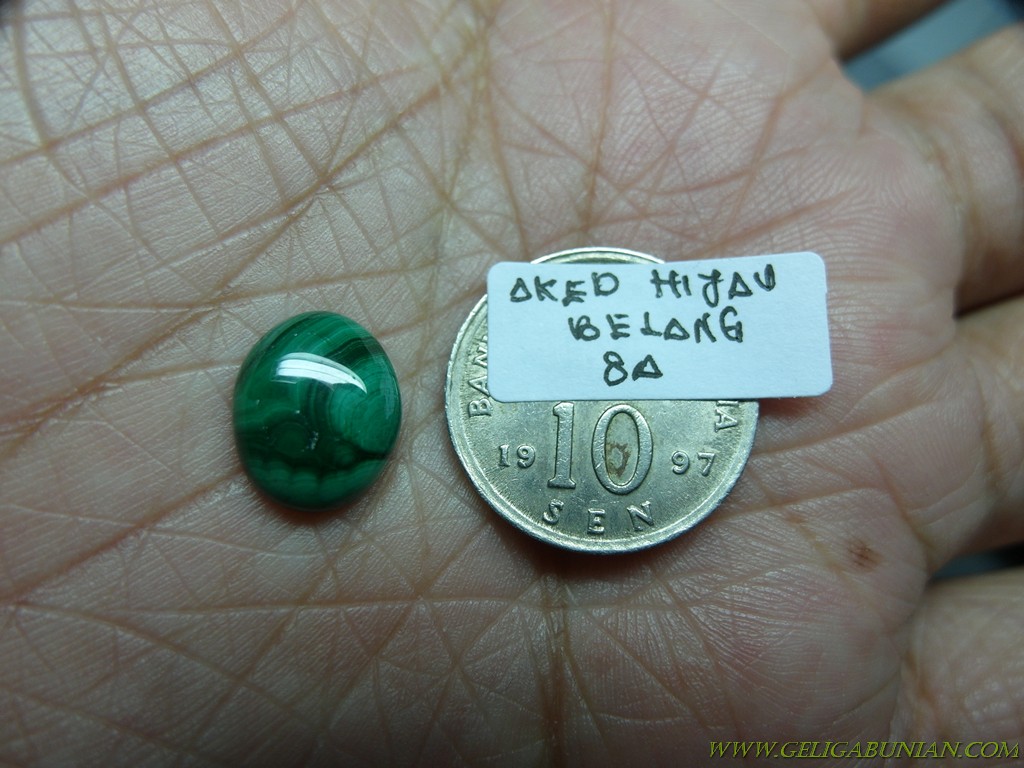 AKED HIJAU
BELANG
8A
BAN
IA
19 10 97
SEN
WWW.GELIGABUNIAN.COM